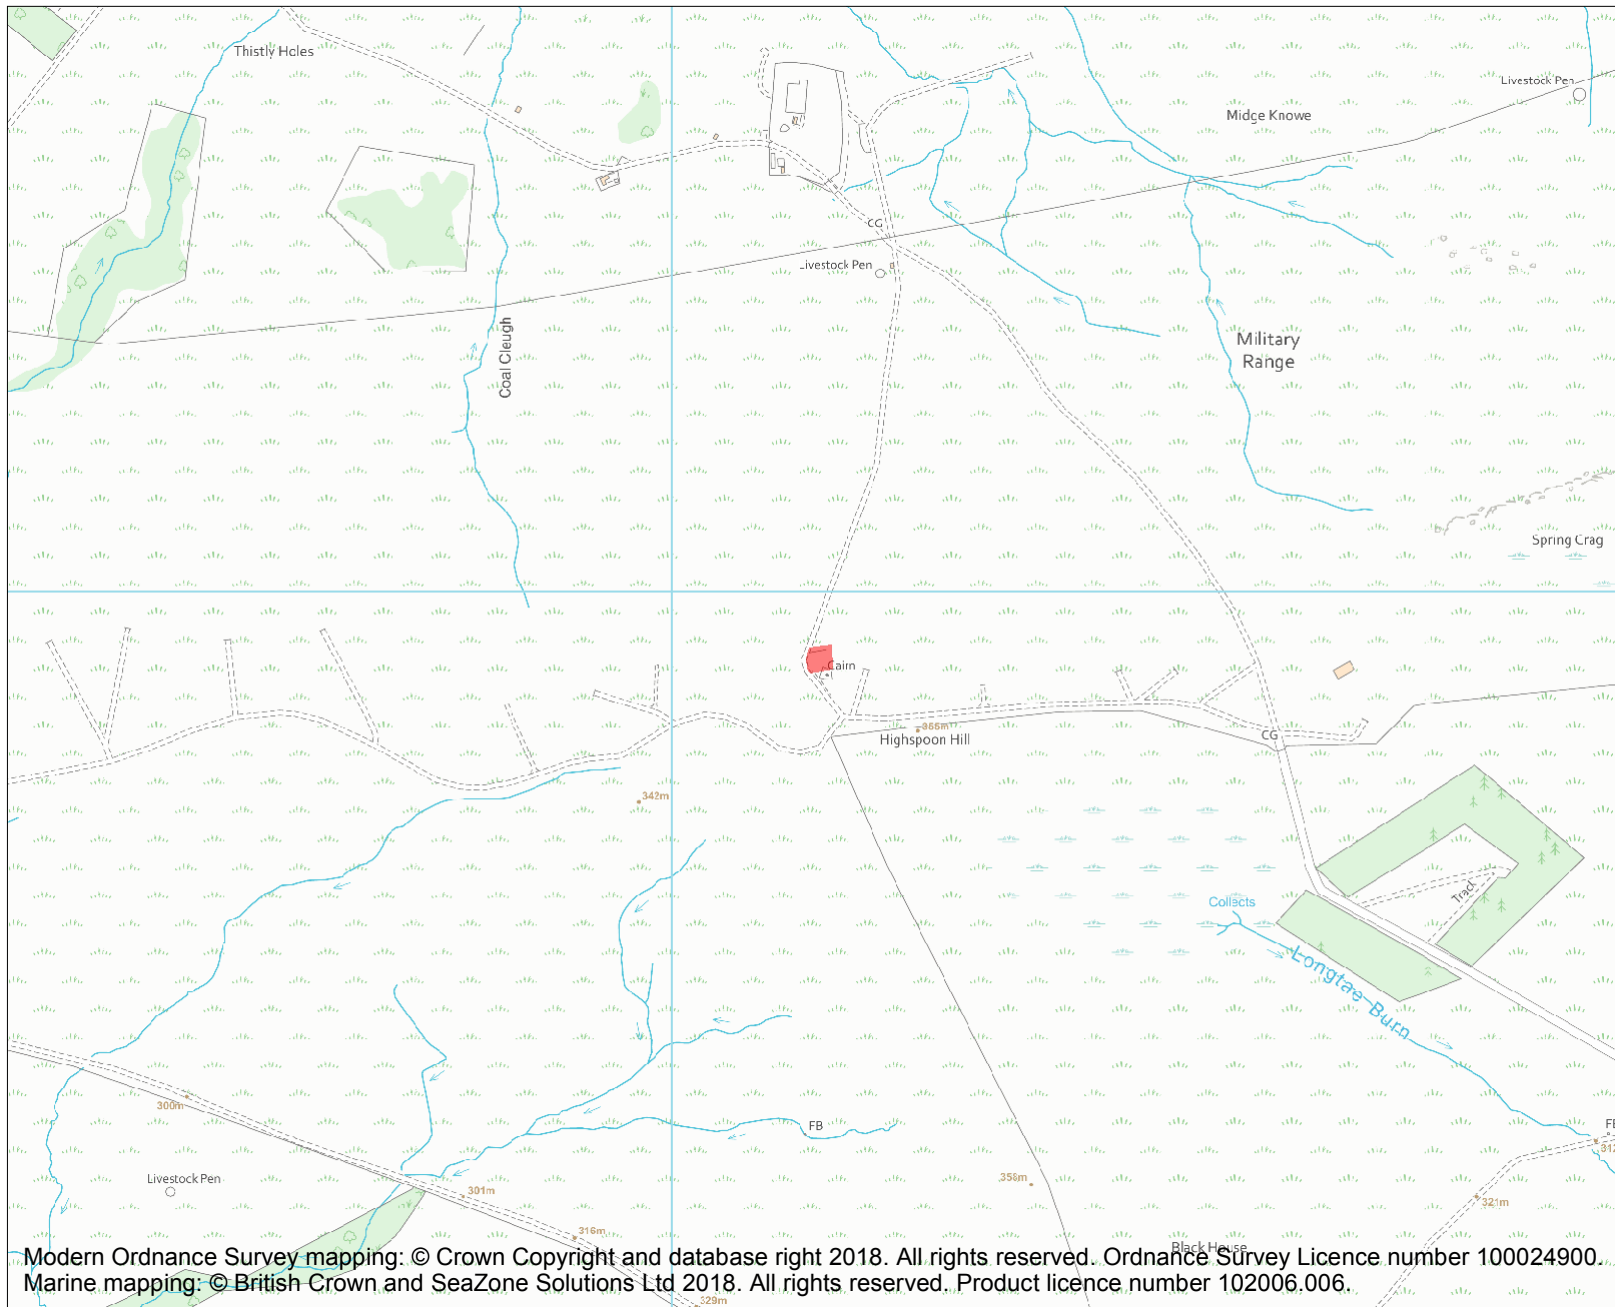 Thistly Holes
Livestock Pen
Midge Knowe
CG
Livestock Pen
Coal Cleugh
Military
Range
Spring Crag
Cairn
Highspoon Hill
CG
342m
Track
Collects
Longtae Burn
300m
FB
Livestock Pen
301m
321m
316m
Black House
Modern Ordnance Survey mapping: © Crown Copyright and database right 2018. All rights reserved. Ordnance Survey Licence number 100024900.
Marine mapping: © British Crown and SeaZone Solutions Ltd 2018. All rights reserved. Product licence number 102006.006.
329m